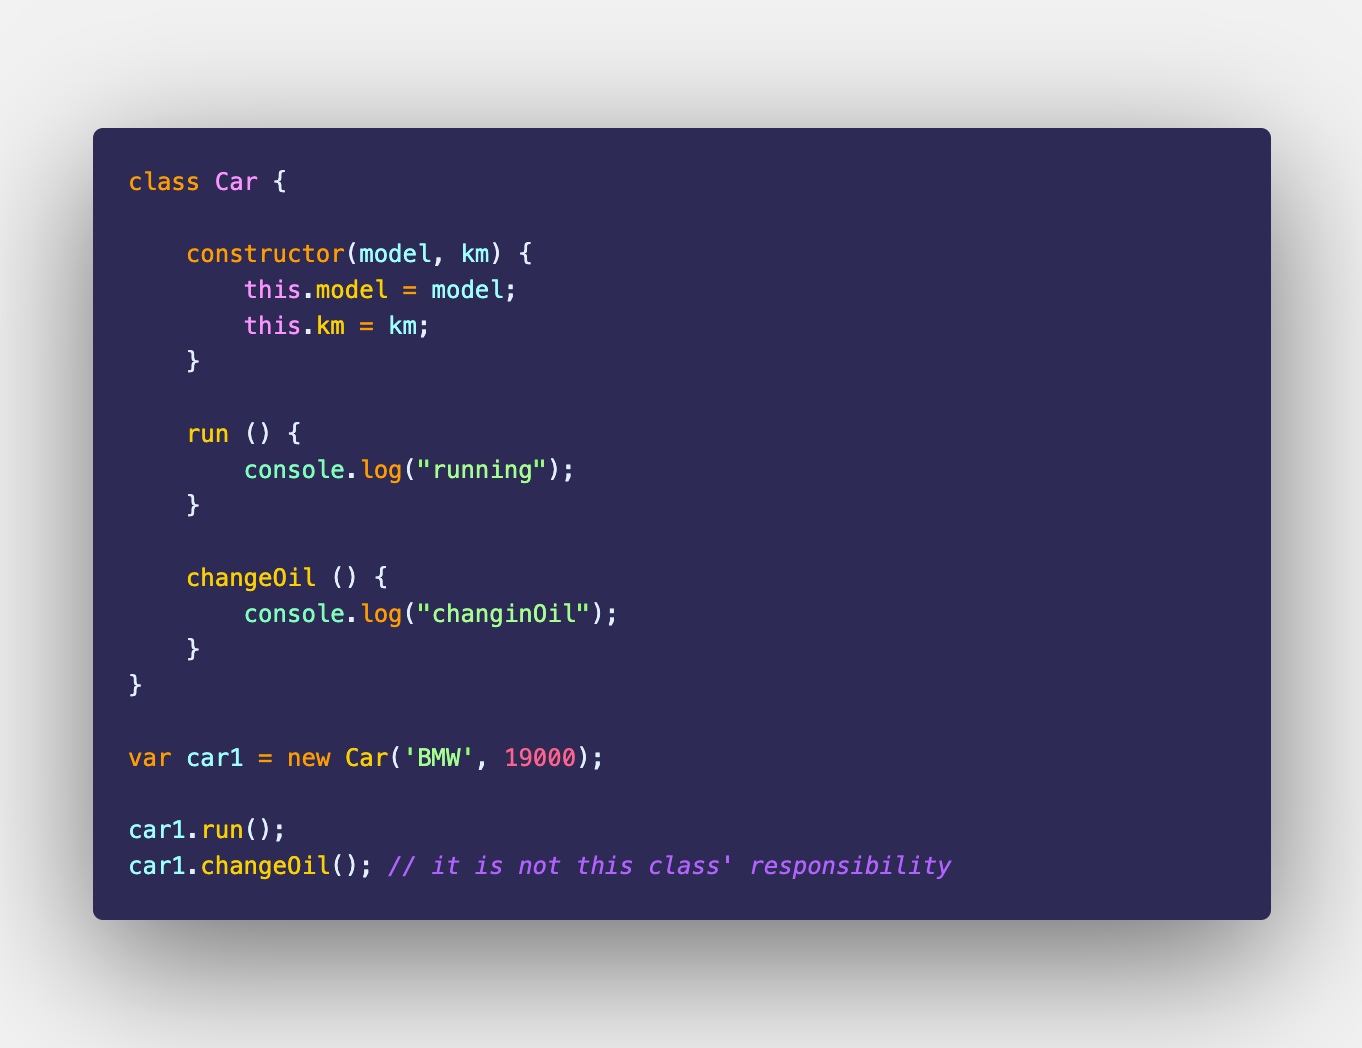 class Car {
constructor(model, km) {
this.model = model;
this.km = km;
}
run () {
console.log("running");
}
changeOil () {
console.log("changinOil");
}
}
var car1 = new Car('BMW', 19000);
car1.run();
car1.changeOil(); // it is not this class' responsibility